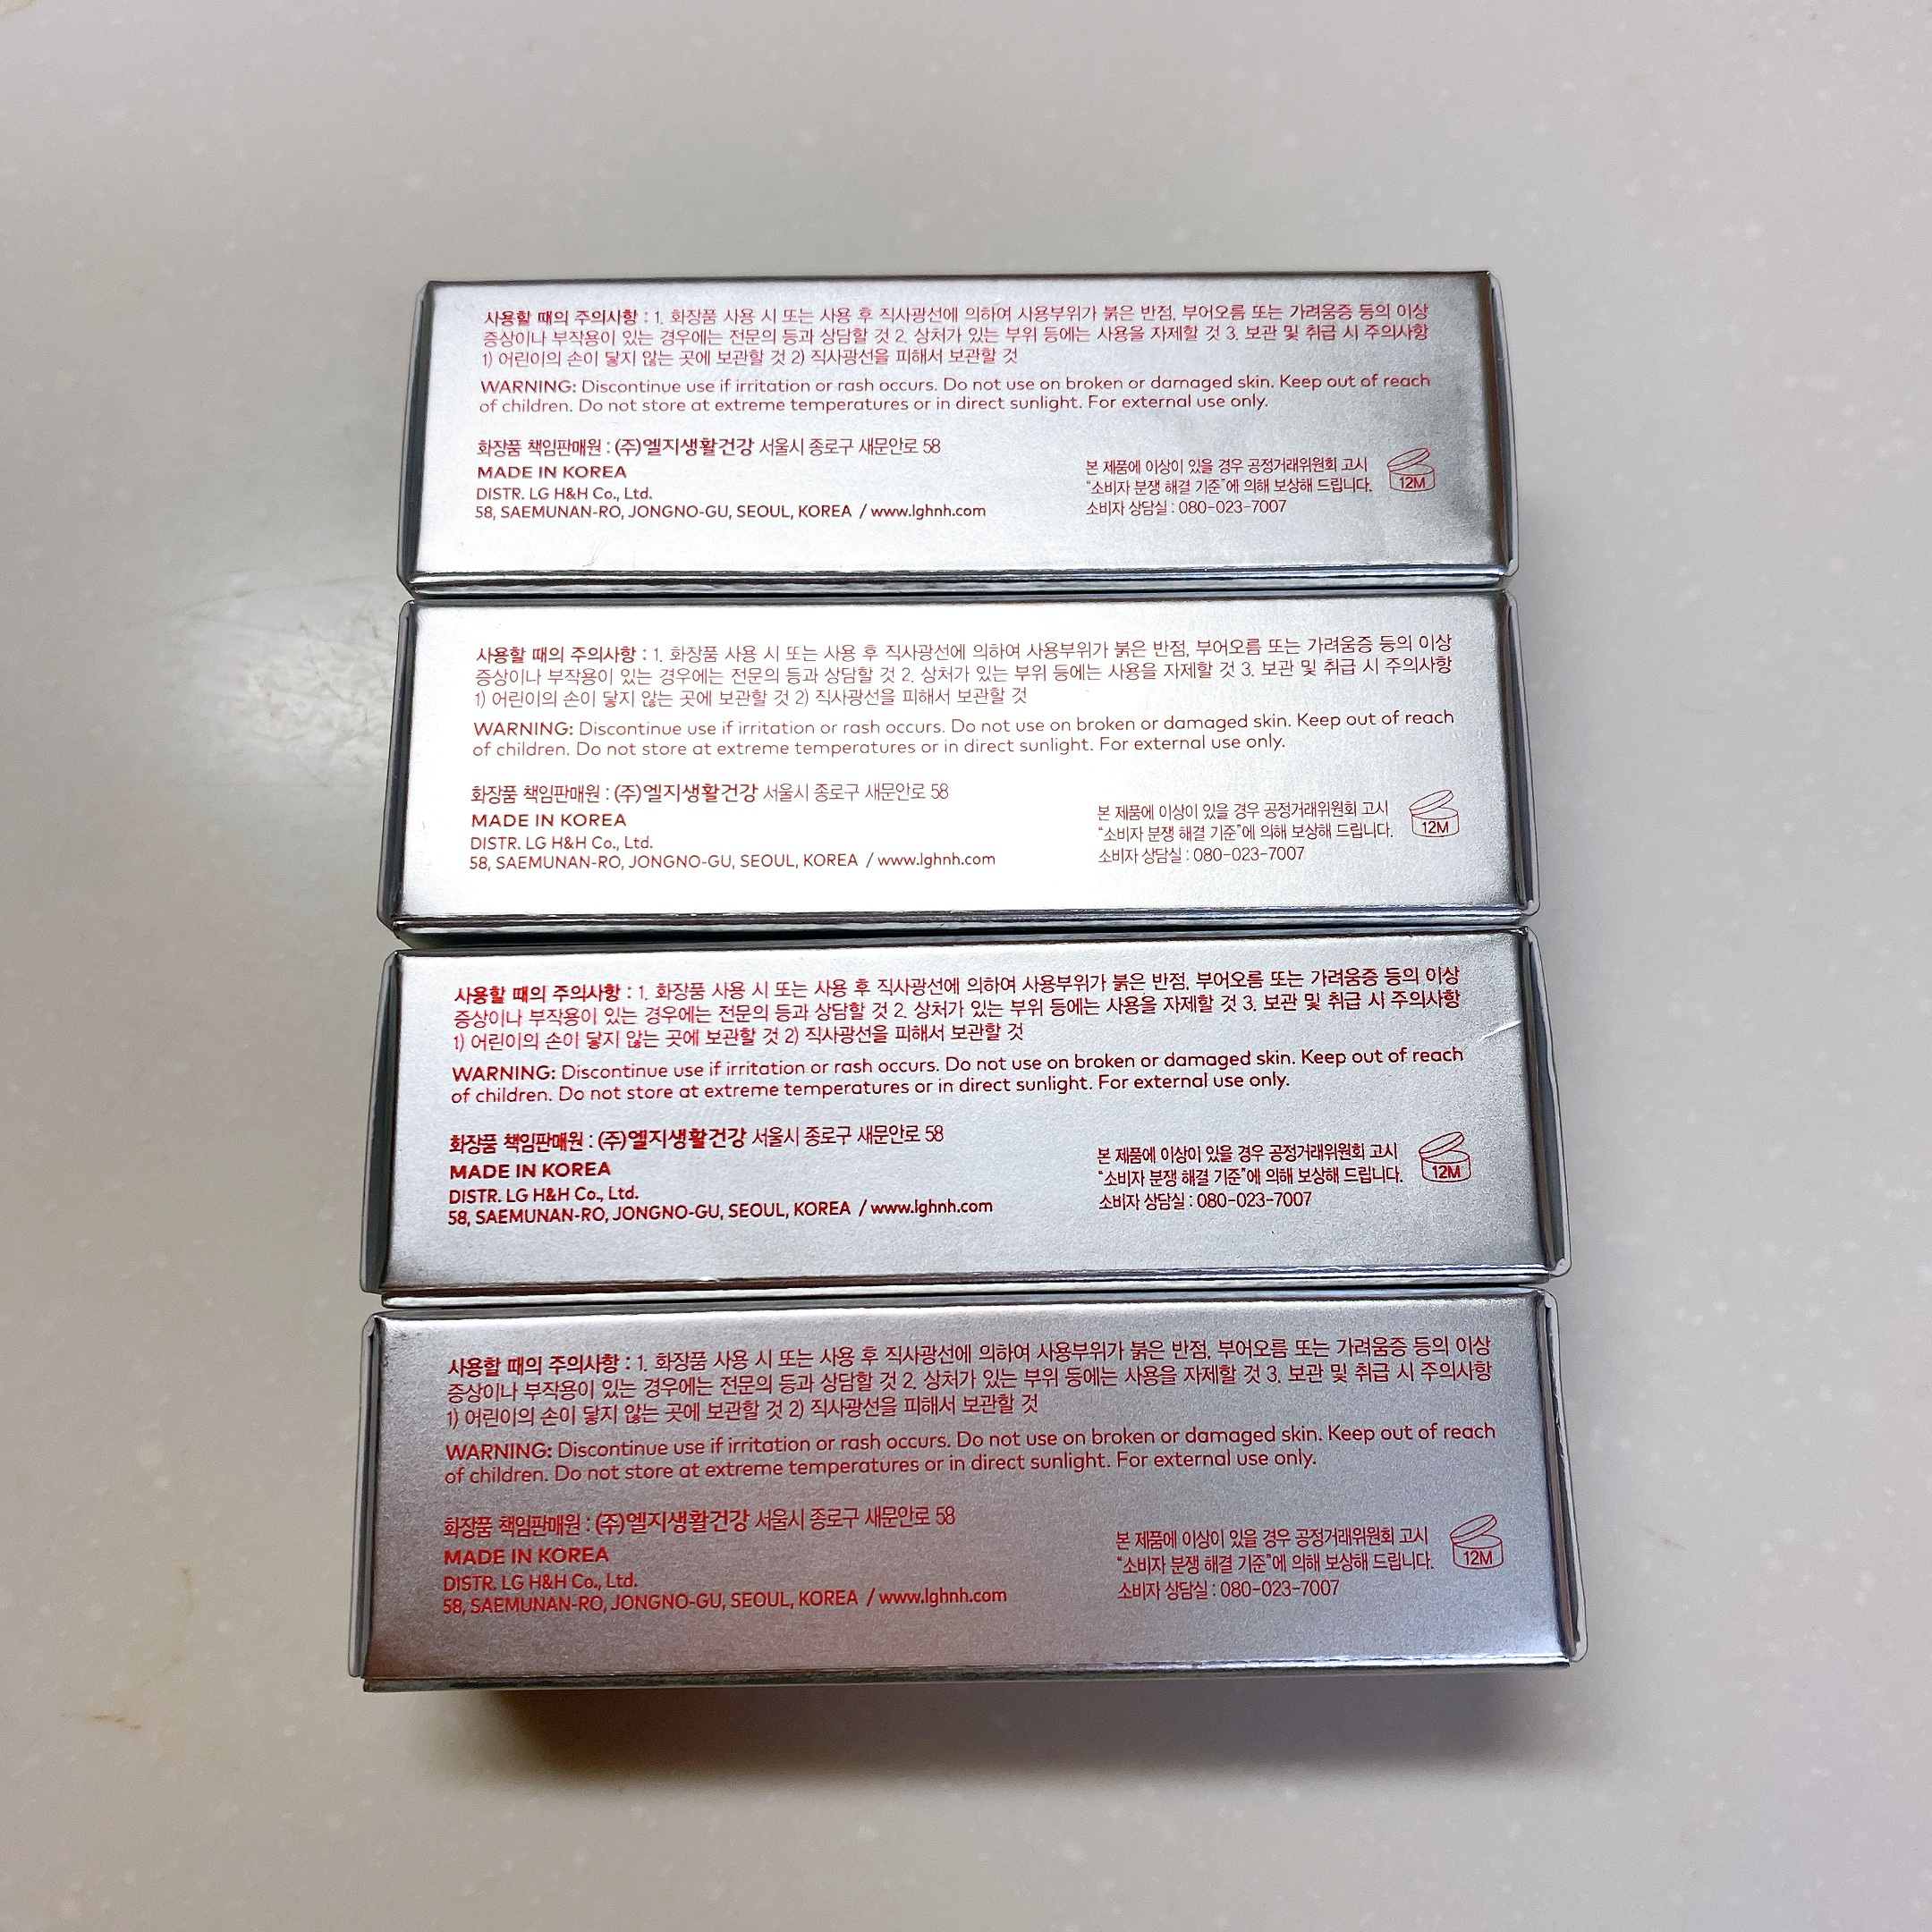 사용할 때의 주의사항 : 1. 화장품 사용 시 또는 사용 후 직사광선에 의하여 사용부위가 붉은 반점, 부어오름 또는 가려움증 등의 이상
증상이나 부작용이 있는 경우에는 전문의 등과 상담할 것 2. 상처가 있는 부위 등에는 사용을 자제할 것 3. 보관 및 취급 시 주의사항
1) 어린이의 손이 닿지 않는 곳에 보관할 것 2) 직사광선을 피해서 보관할 것
WARNING: Discontinue use if irritation or rash occurs. Do not use on broken or damaged skin. Keep out of reach
of children. Do not store at extreme temperatures or in direct sunlight. For external use only.
화장품 책임판매원 : (주)엘지생활건강 서울시 종로구 새문안로 58
MADE IN KOREA
DISTR. LG H&H Co., Ltd.
58, SAEMUNAN-RO, JONGNO-GU, SEOUL, KOREA / www.lghnh.com
본 제품에 이상이 있을 경우 공정거래위원회 고시
“소비자 분쟁 해결 기준”에 의해 보상해 드립니다.
소비자 상담실 : 080-023-7007
12M
사용할 때의 주의사항 : 1. 화장품 사용 시 또는 사용 후 직사광선에 의하여 사용부위가 붉은 반점, 부어오름 또는 가려움증 등의 이상
증상이나 부작용이 있는 경우에는 전문의 등과 상담할 것 2. 상처가 있는 부위 등에는 사용을 자제할 것 3. 보관 및 취급 시 주의사항
1) 어린이의 손이 닿지 않는 곳에 보관할 것 2) 직사광선을 피해서 보관할 것
WARNING: Discontinue use if irritation or rash occurs. Do not use on broken or damaged skin. Keep out of reach
of children. Do not store at extreme temperatures or in direct sunlight. For external use only.
화장품 책임판매원 : (주)엘지생활건강 서울시 종로구 새문안로 58
MADE IN KOREA
DISTR. LG H&H Co., Ltd.
58, SAEMUNAN-RO, JONGNO-GU, SEOUL, KOREA / www.lghnh.com
본 제품에 이상이 있을 경우 공정거래위원회 고시
“소비자 분쟁 해결 기준”에 의해 보상해 드립니다.
소비자 상담실 : 080-023-7007
12M
사용할 때의 주의사항 : 1. 화장품 사용 시 또는 사용 후 직사광선에 의하여 사용부위가 붉은 반점, 부어오름 또는 가려움증 등의 이상
증상이나 부작용이 있는 경우에는 전문의 등과 상담할 것 2. 상처가 있는 부위 등에는 사용을 자제할 것 3. 보관 및 취급 시 주의사항
1) 어린이의 손이 닿지 않는 곳에 보관할 것 2) 직사광선을 피해서 보관할 것
WARNING: Discontinue use if irritation or rash occurs. Do not use on broken or damaged skin. Keep out of reach
of children. Do not store at extreme temperatures or in direct sunlight. For external use only.
화장품 책임판매원 : (주)엘지생활건강 서울시 종로구 새문안로 58
MADE IN KOREA
DISTR. LG H&H Co., Ltd.
58, SAEMUNAN-RO, JONGNO-GU, SEOUL, KOREA / www.lghnh.com
본 제품에 이상이 있을 경우 공정거래위원회 고시
“소비자 분쟁 해결 기준”에 의해 보상해 드립니다.
소비자 상담실 : 080-023-7007
12M
사용할 때의 주의사항 : 1. 화장품 사용 시 또는 사용 후 직사광선에 의하여 사용부위가 붉은 반점, 부어오름 또는 가려움증 등의 이상
증상이나 부작용이 있는 경우에는 전문의 등과 상담할 것 2. 상처가 있는 부위 등에는 사용을 자제할 것 3. 보관 및 취급 시 주의사항
1) 어린이의 손이 닿지 않는 곳에 보관할 것 2) 직사광선을 피해서 보관할 것
WARNING: Discontinue use if irritation or rash occurs. Do not use on broken or damaged skin. Keep out of reach
of children. Do not store at extreme temperatures or in direct sunlight. For external use only.
화장품 책임판매원 : (주)엘지생활건강 서울시 종로구 새문안로 58
MADE IN KOREA
DISTR. LG H&H Co., Ltd.
58, SAEMUNAN-RO, JONGNO-GU, SEOUL, KOREA / www.lghnh.com
본 제품에 이상이 있을 경우 공정거래위원회 고시
“소비자 분쟁 해결 기준”에 의해 보상해 드립니다.
소비자 상담실 : 080-023-7007
12M